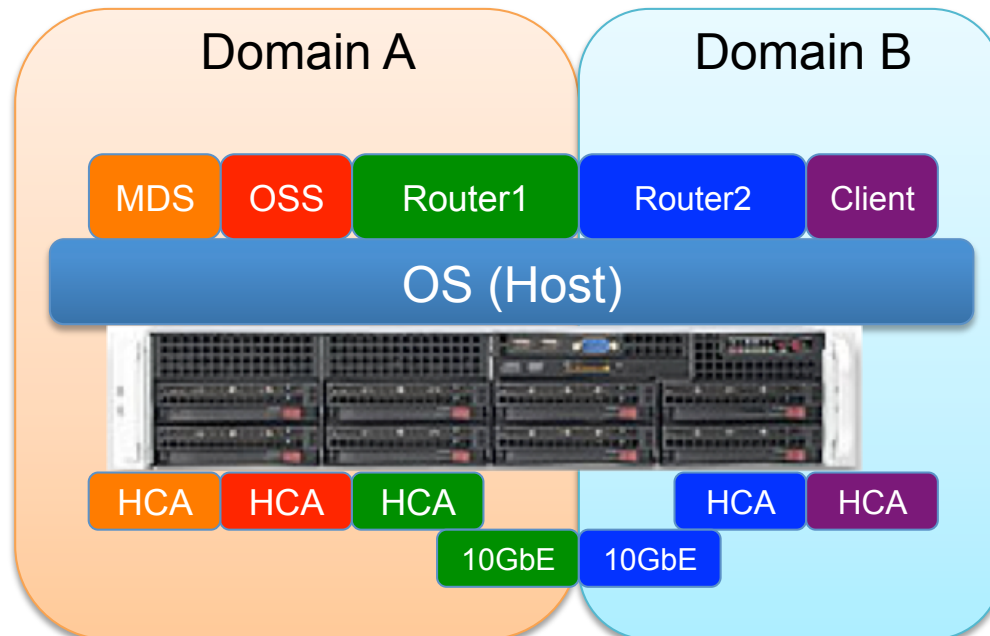 Domain A
Domain B
MDS
OSS
Router1
Router2
Client
OS (Host)
HCA
HCA
HCA
HCA
HCA
10GbE
10GbE